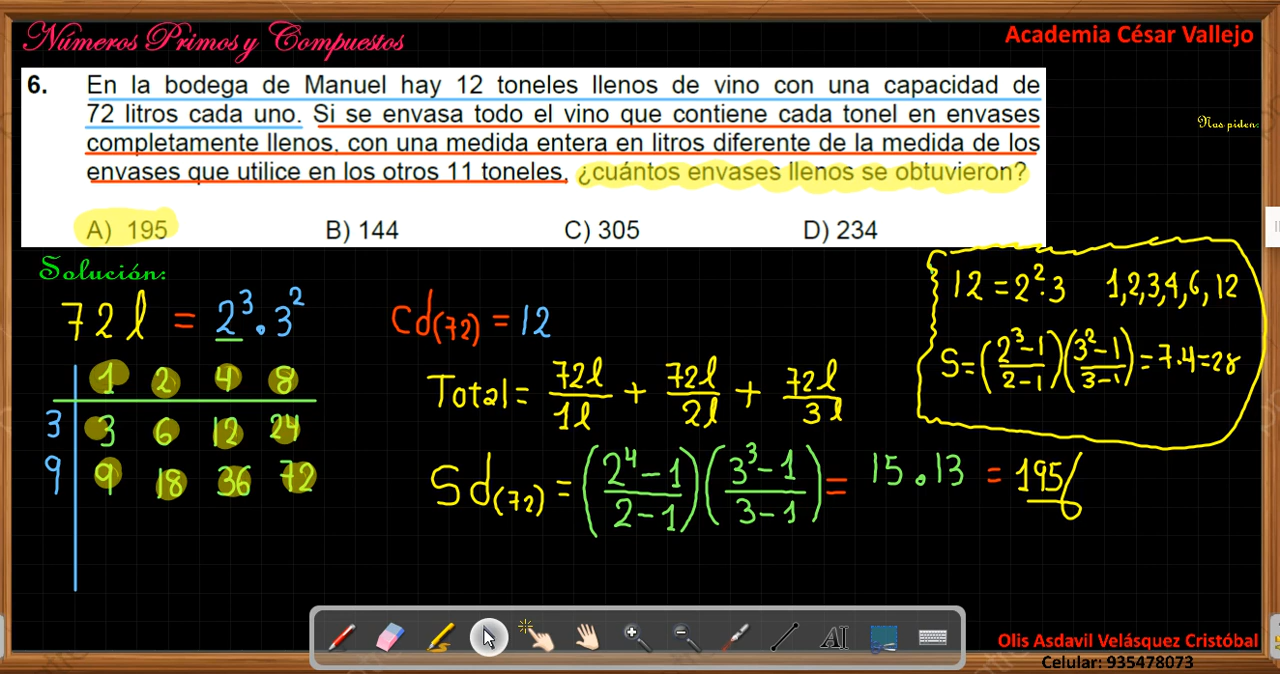 Números Primos y Compuestos
Academia César Vallejo
6. En la bodega de Manuel hay 12 toneles llenos de vino con una capacidad de
72 litros cada uno. Si se envasa todo el vino que contiene cada tonel en envases
completamente llenos, con una medida entera en litros diferente de la medida de los
envases que utilice en los otros 11 toneles, ¿cuántos envases llenos se obtuvieron?
Nas piden:
A) 195 B) 144 C) 305 D) 234
Solución:
72 l = 2³ . 3²
Cd(72) = 12
12 = 2².3 1,2,3,4,6,12
S=(2³-1/2-1)(3²-1/3-1)=7.4=28
1 2 4 8
3 3 6 12 24
9 9 18 36 72
Total= 72l/1l + 72l/2l + 72l/3l
Sd(72) = (2⁴-1/2-1)(3³-1/3-1) = 15.13 = 195/
AI
Olis Asdavil Velásquez Cristóbal
Celular: 935478073